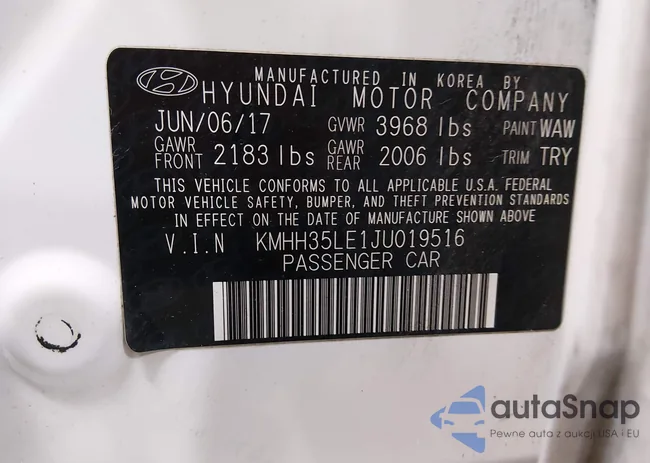 MANUFACTURED IN KOREA BY
HYUNDAI MOTOR COMPANY
JUN/06/17 GVWR 3968 lbs PAINT WAW
GAWR FRONT 2183 lbs GAWR REAR 2006 lbs TRIM TRY
THIS VEHICLE CONFORMS TO ALL APPLICABLE U.S.A. FEDERAL
MOTOR VEHICLE SAFETY, BUMPER, AND THEFT PREVENTION STANDARDS
IN EFFECT ON THE DATE OF MANUFACTURE SHOWN ABOVE
V.I.N KMHH35LE1JU019516
PASSENGER CAR
autaSnap
Pewne auta z aukcji USA i EU